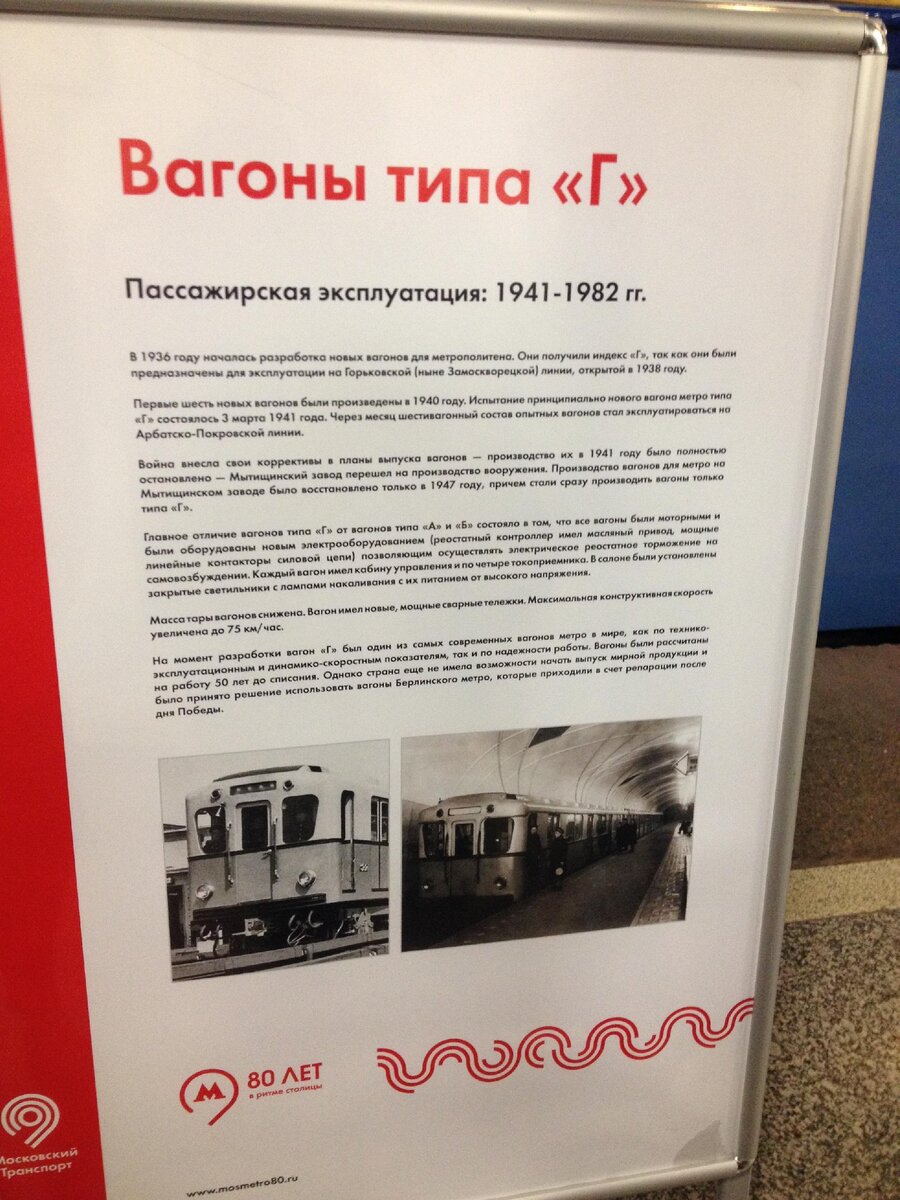 Вагоны типа «Г»
Пассажирская эксплуатация: 1941-1982 гг.
В 1936 году началась разработка новых вагонов для метрополитена. Они получили индекс «Г», так как они были
предназначены для эксплуатации на Горьковской (ныне Замоскворецкой) линии, открытой в 1938 году.
Первые шесть новых вагонов были произведены в 1940 году. Испытание принципиально нового вагона метро типа
«Г» состоялось 3 марта 1941 года. Через месяц шестивагонный состав опытных вагонов стал эксплуатироваться на
Арбатско-Покровской линии.
Война внесла свои коррективы в планы выпуска вагонов — производство их в 1941 году было полностью
остановлено — Мытищинский завод перешел на производство вооружения. Производство вагонов для метро на
Мытищинском заводе было восстановлено только в 1947 году, причем стали сразу производить вагоны только
типа «Г».
Главное отличие вагонов типа «Г» от вагонов типа «А» и «Б» состояло в том, что все вагоны были моторными и
были оборудованы новым электрооборудованием (реостатный контроллер имел масляный привод, мощные
линейные контакторы силовой цепи) позволяющим осуществлять электрическое реостатное торможение на
самовозбуждении. Каждый вагон имел кабину управления и по четыре токоприемника. В салоне были установлены
закрытые светильники с лампами накаливания с их питанием от высокого напряжения.
Масса тары вагонов снижена. Вагон имел новые, мощные сварные тележки. Максимальная конструктивная скорость
увеличена до 75 км/час.
На момент разработки вагон «Г» был один из самых современных вагонов метро в мире, как по технико-
эксплуатационным и динамико-скоростным показателям, так и по надежности работы. Вагоны были рассчитаны
на работу 50 лет до списания. Однако страна еще не имела возможности начать выпуск мирной продукции и
было принято решение использовать вагоны Берлинского метро, которые приходили в счет репарации после
дня Победы.
М
80 ЛЕТ
в ритме столицы
Московский
Транспорт
www.mosmetro80.ru